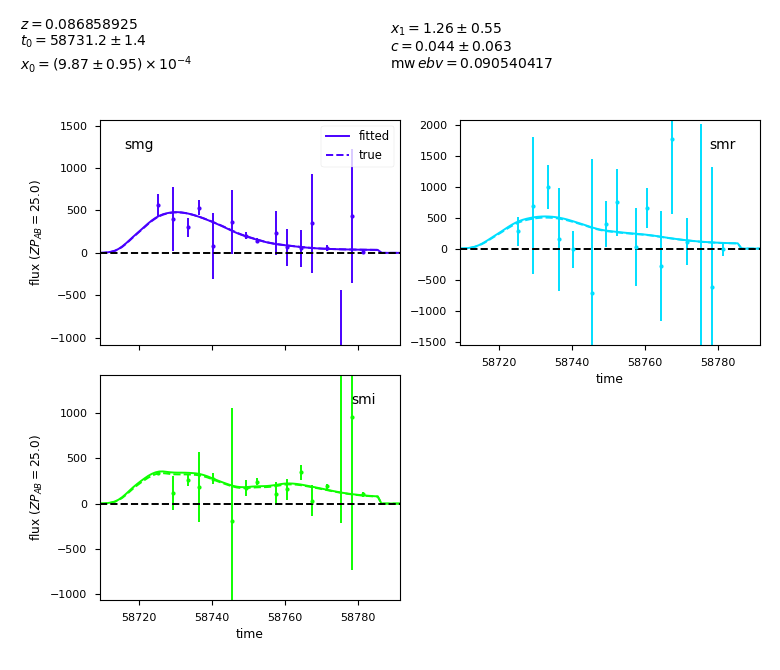 z = 0.086858925
t₀ = 58731.2 ± 1.4
x₀ = (9.87 ± 0.95) × 10⁻⁴
x₁ = 1.26 ± 0.55
c = 0.044 ± 0.063
mw ebv = 0.090540417
smg
fitted
true
1500
1000
500
0
−500
−1000
flux (ZP_AB = 25.0)
smr
2000
1500
1000
500
0
−500
−1000
−1500
58720 58740 58760 58780
time
smi
1000
500
0
−500
−1000
flux (ZP_AB = 25.0)
58720 58740 58760 58780
time